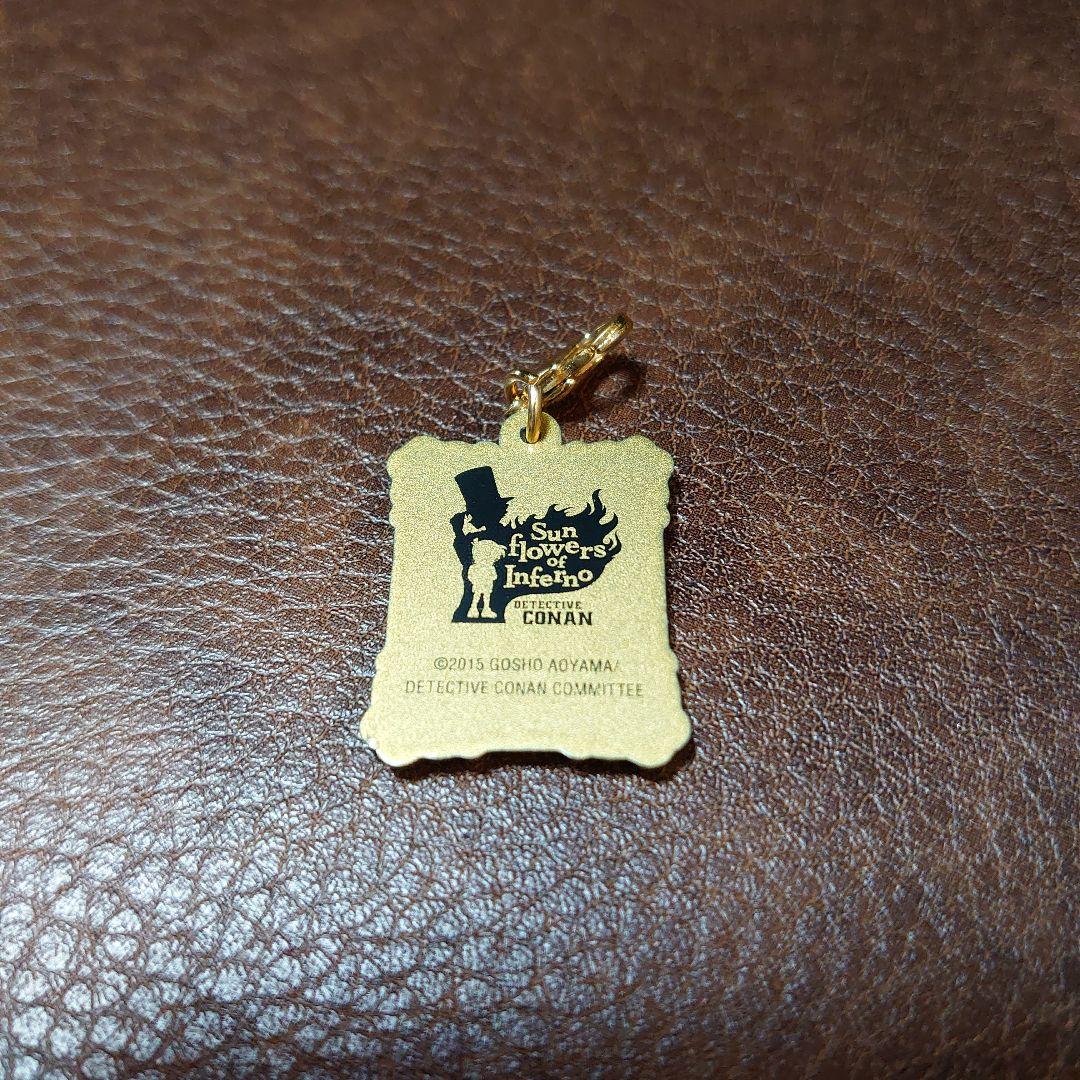 Sun
flowers
of
Inferno
DETECTIVE
CONAN
©2015 GOSHO AOYAMA/
DETECTIVE CONAN COMMITTEE